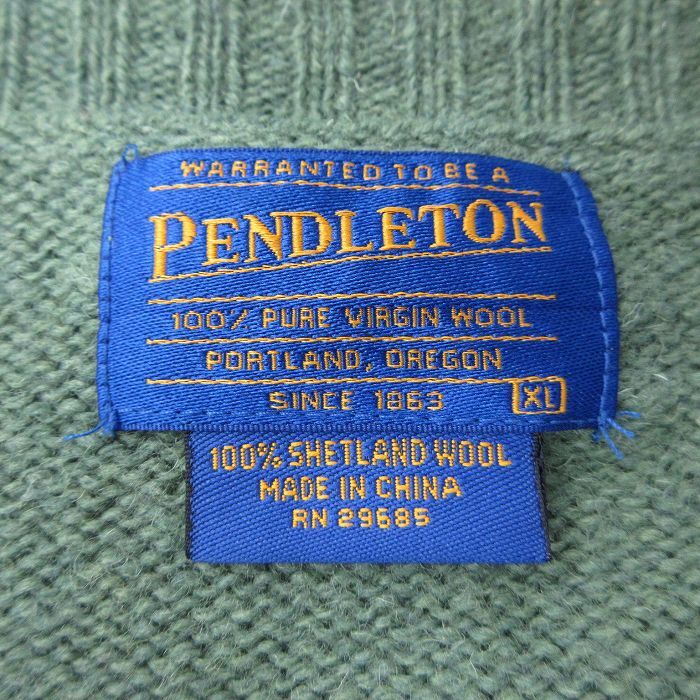 WARRANTED TO BE A
PENDLETON
100% PURE VIRGIN WOOL
PORTLAND, OREGON
SINCE 1863 XL
100% SHETLAND WOOL
MADE IN CHINA
RN 29685